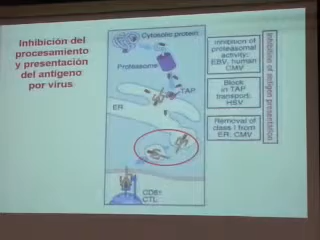 Inhibición del
procesamiento
y presentación
del antígeno
por virus
Cytosolic protein
Proteasome
TAP
ER
CD8+
CTL
Inhibition of
proteasomal
activity:
EBV, human
CMV
Block
in TAP
transport:
HSV
Removal of
class I from
ER: CMV
Inhibition of antigen presentation